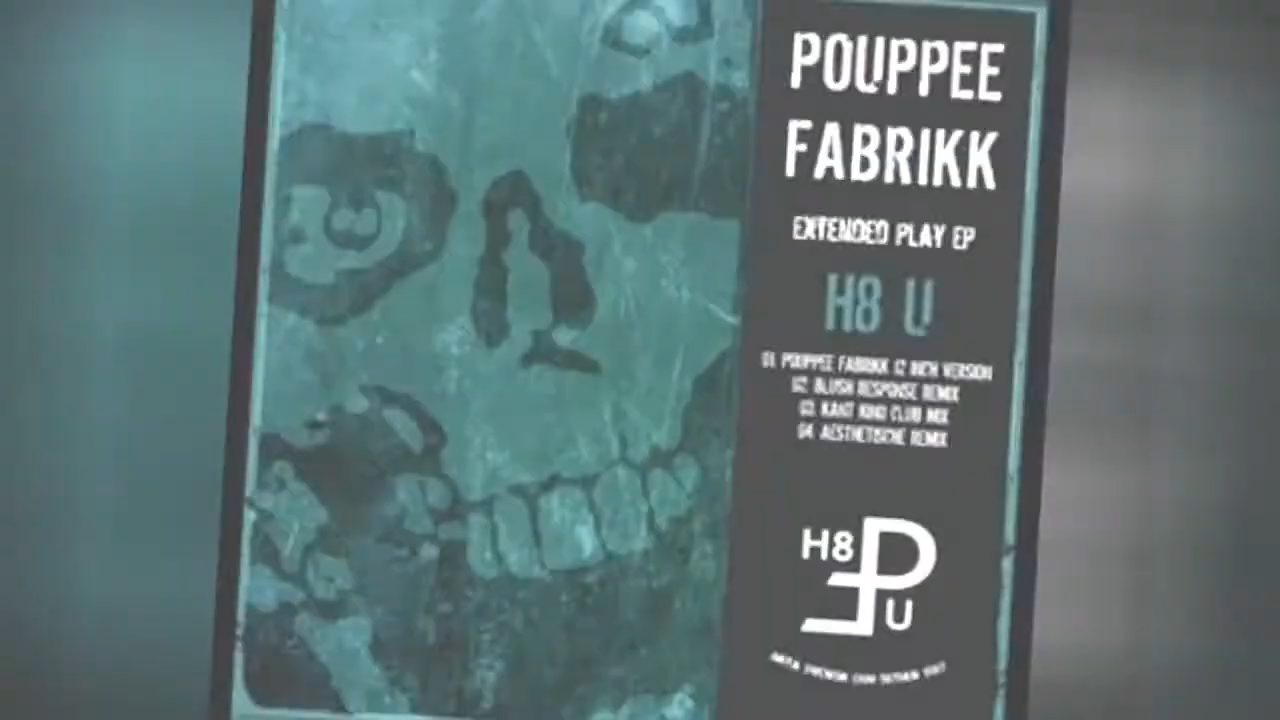 POUPPEE
FABRIKK
EXTENDED PLAY EP
H8 U
01. POUPPEE FABRIKK 12 INCH VERSION
02. BLUSH RESPONSE REMIX
03. KANT KINO CLUB MIX
04. AESTHETISCHE REMIX
H8 P
F U